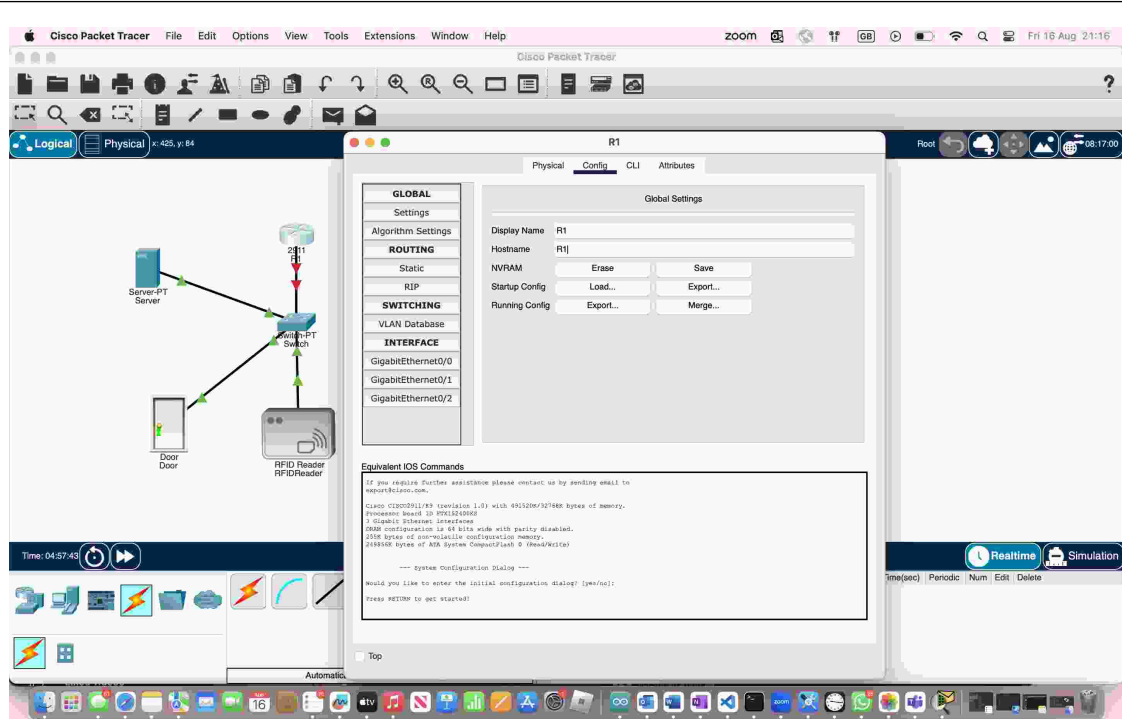 Cisco Packet Tracer File Edit Options View Tools Extensions Window Help zoom GB Fri 16 Aug 21:16
Cisco Packet Tracer
?
Logical Physical x: 425, y: 84 Root 08:17:00
R1
Physical Config CLI Attributes
GLOBAL
Settings
Algorithm Settings
ROUTING
Static
RIP
SWITCHING
VLAN Database
INTERFACE
GigabitEthernet0/0
GigabitEthernet0/1
GigabitEthernet0/2
Global Settings
Display Name R1
Hostname R1
NVRAM Erase Save
Startup Config Load... Export...
Running Config Export... Merge...
2911
R1
Server-PT
Server
Switch-PT
Switch
Door
Door
RFID Reader
RFIDReader
Equivalent IOS Commands
If you require further assistance please contact us by sending email to
export@cisco.com.
Cisco CISCO2911/K9 (revision 1.0) with 491520K/32768K bytes of memory.
Processor board ID FTX152400KS
3 Gigabit Ethernet interfaces
DRAM configuration is 64 bits wide with parity disabled.
255K bytes of non-volatile configuration memory.
249856K bytes of ATA System CompactFlash 0 (Read/Write)
--- System Configuration Dialog ---
Would you like to enter the initial configuration dialog? [yes/no]:
Press RETURN to get started!
Top
Time: 04:57:43 Realtime Simulation
Time(sec) Periodic Num Edit Delete
Automatic
16
tv
zoom